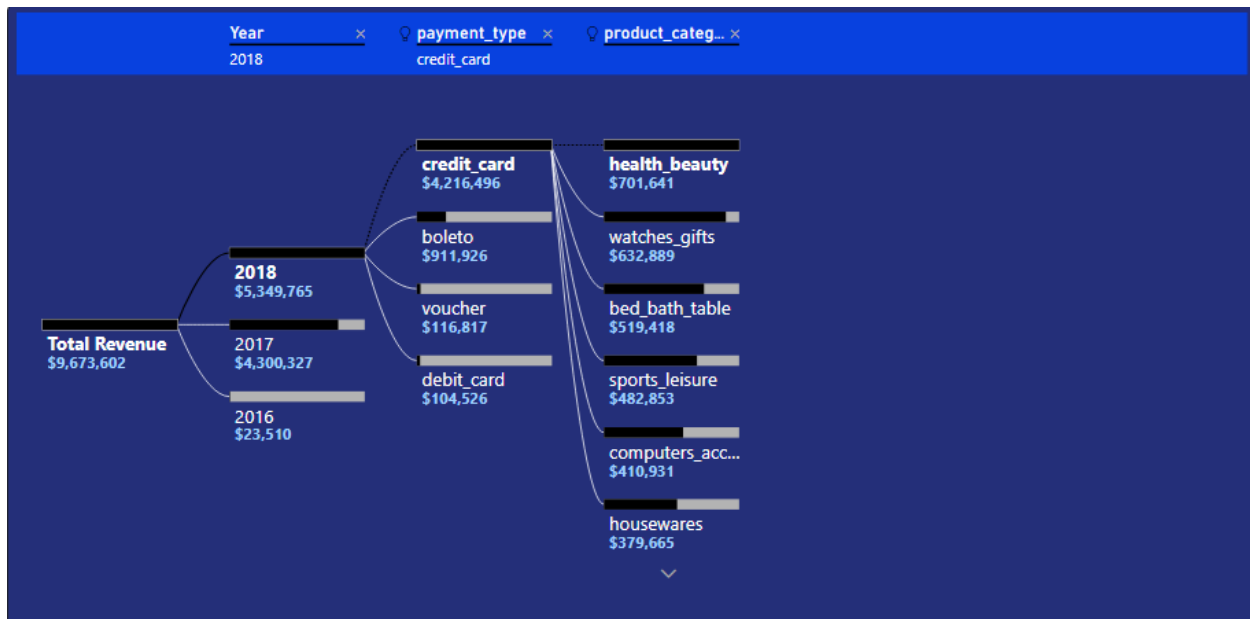 Year × payment_type × product_categ... ×
2018 credit_card
credit_card
$4,216,496
health_beauty
$701,641
boleto
$911,926
watches_gifts
$632,889
2018
$5,349,765
voucher
$116,817
bed_bath_table
$519,418
Total Revenue
$9,673,602
2017
$4,300,327
debit_card
$104,526
sports_leisure
$482,853
2016
$23,510
computers_acc...
$410,931
housewares
$379,665